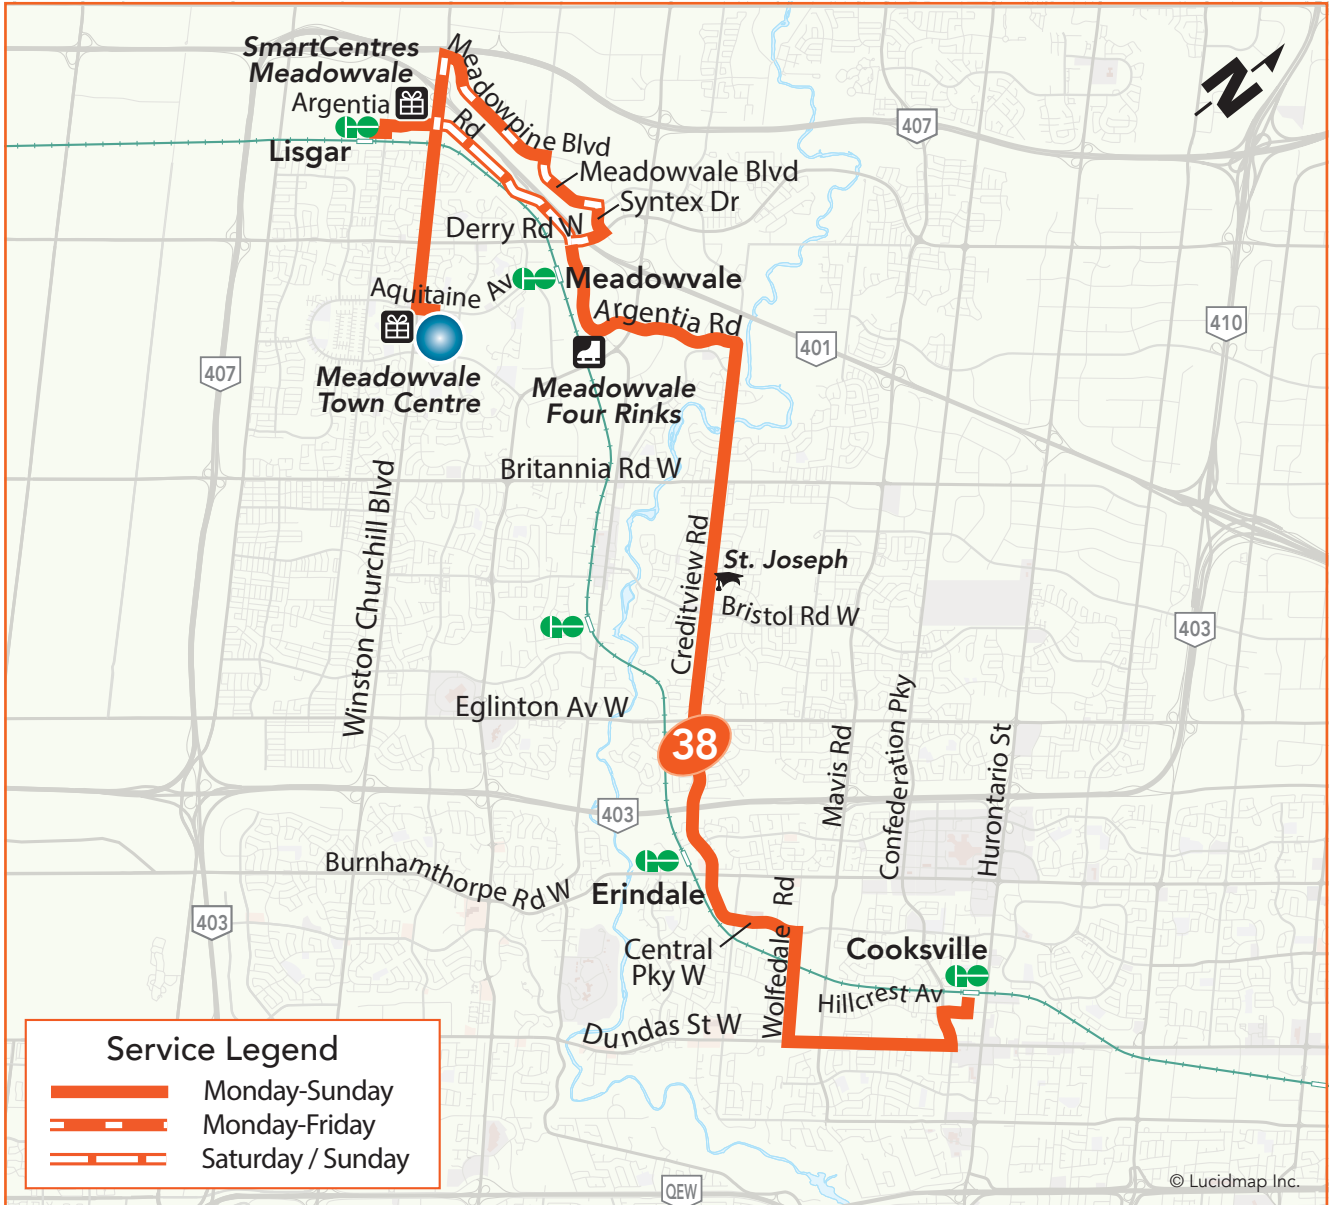 SmartCentres
Meadowvale
Argentia
Rd
Lisgar
Meadowpine Blvd
Meadowvale Blvd
Syntex Dr
Derry Rd W
407
N
Aquitaine Av
Meadowvale
Argentia Rd
401
410
407
Meadowvale
Town Centre
Meadowvale
Four Rinks
Britannia Rd W
Winston Churchill Blvd
Creditview Rd
St. Joseph
Bristol Rd W
403
Eglinton Av W
38
Mavis Rd
Confederation Pky
Hurontario St
403
Burnhamthorpe Rd W
Erindale
403
Central
Pky W
Wolfedale Rd
Cooksville
Hillcrest Av
Dundas St W
Service Legend
Monday-Sunday
Monday-Friday
Saturday / Sunday
QEW
© Lucidmap Inc.